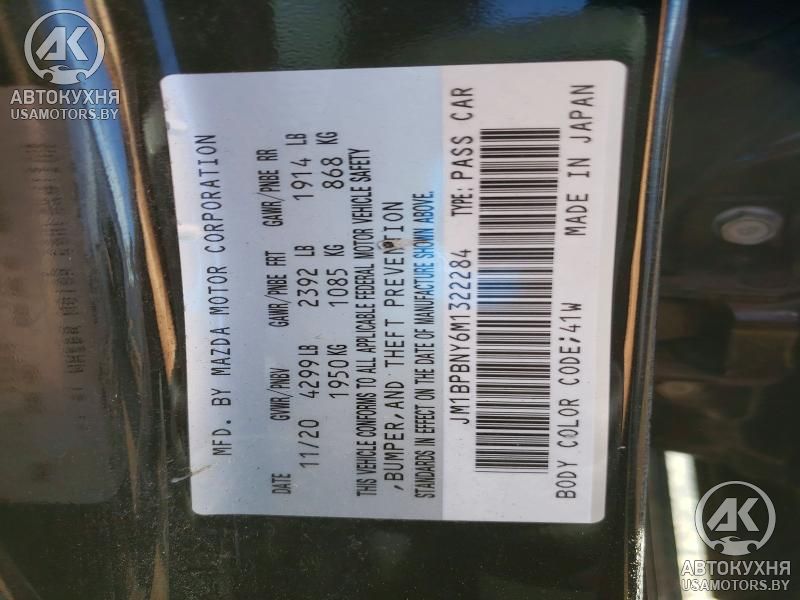 MFD. BY MAZDA MOTOR CORPORATION
DATE GVWR/PNBV GAWR/PNBE FRT GAWR/PNBE RR
11/20 4299LB 2392 LB 1914 LB
1950KG 1085 KG 868 KG
THIS VEHICLE CONFORMS TO ALL APPLICABLE FEDERAL MOTOR VEHICLE SAFETY
,BUMPER,AND THEFT PREVENTION
STANDARDS IN EFFECT ON THE DATE OF MANUFACTURE SHOWN ABOVE.
JM1BPBNY6M1322284 TYPE: PASS CAR
BODY COLOR CODE;41W MADE IN JAPAN
АК
АВТОКУХНЯ
USAMOTORS.BY
АК
АВТОКУХНЯ
USAMOTORS.BY